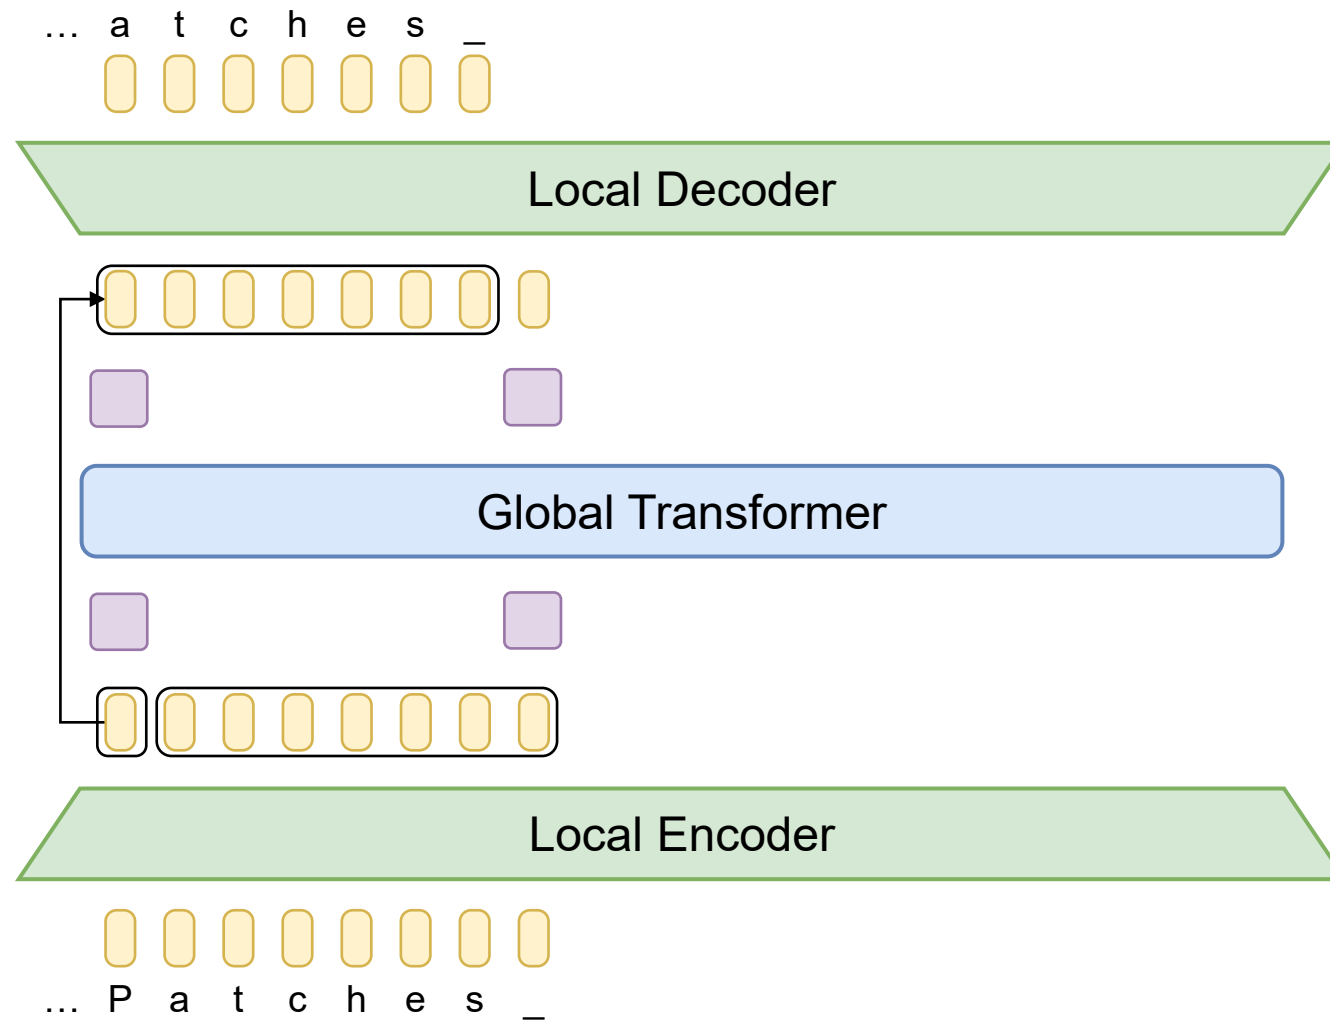 … a t c h e s _
Local Decoder
Global Transformer
Local Encoder
… P a t c h e s _